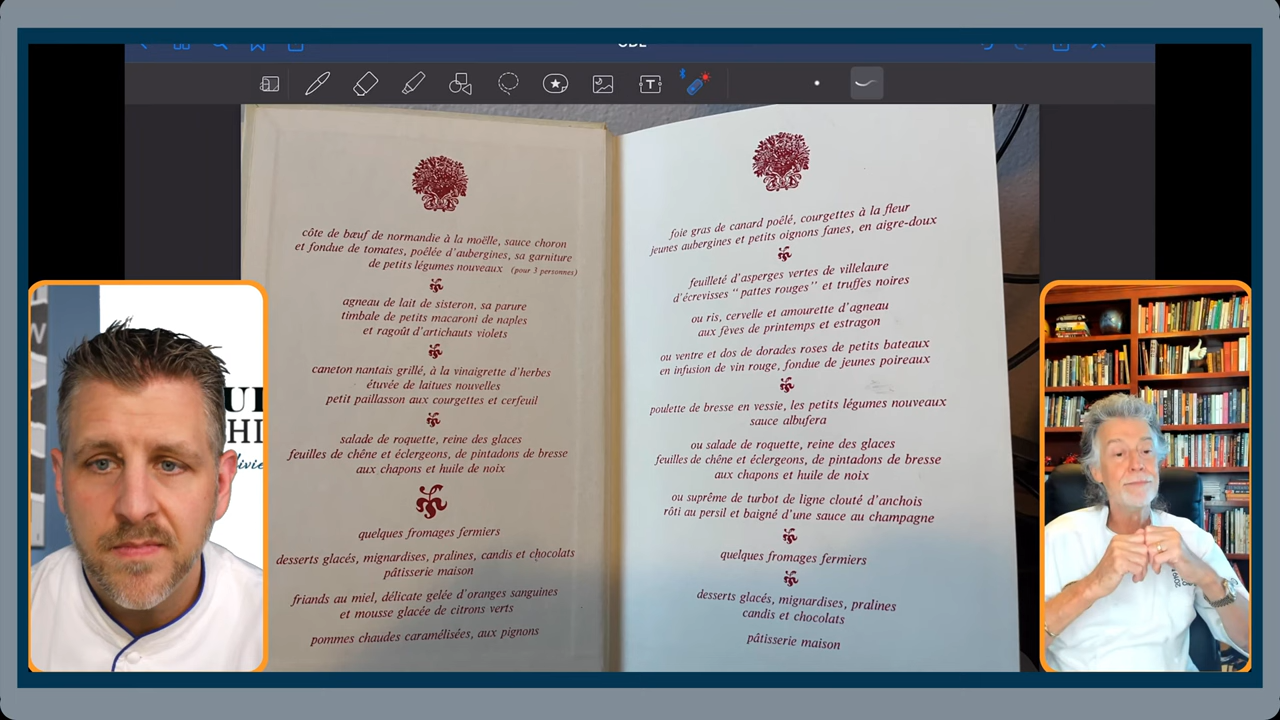 côte de bœuf de normandie à la moëlle, sauce choron
et fondue de tomates, poêlée d'aubergines, sa garniture
de petits légumes nouveaux (pour 3 personnes)
agneau de lait de sisteron, sa parure
timbale de petits macaroni de naples
et ragoût d'artichauts violets
caneton nantais grillé, à la vinaigrette d'herbes
étuvée de laitues nouvelles
petit paillasson aux courgettes et cerfeuil
salade de roquette, reine des glaces
feuilles de chêne et éclergeons, de pintadons de bresse
aux chapons et huile de noix
quelques fromages fermiers
desserts glacés, mignardises, pralines, candis et chocolats
pâtisserie maison
friands au miel, délicate gelée d'oranges sanguines
et mousse glacée de citrons verts
pommes chaudes caramélisées, aux pignons
foie gras de canard poêlé, courgettes à la fleur
jeunes aubergines et petits oignons fanes, en aigre-doux
feuilleté d'asperges vertes de villelaure
d'écrevisses "pattes rouges" et truffes noires
ou ris, cervelle et amourette d'agneau
aux fèves de printemps et estragon
ou ventre et dos de dorades roses de petits bateaux
en infusion de vin rouge, fondue de jeunes poireaux
poulette de bresse en vessie, les petits légumes nouveaux
sauce albufera
ou salade de roquette, reine des glaces
feuilles de chêne et éclergeons, de pintadons de bresse
aux chapons et huile de noix
ou suprême de turbot de ligne clouté d'anchois
rôti au persil et baigné d'une sauce au champagne
quelques fromages fermiers
desserts glacés, mignardises, pralines
candis et chocolats
pâtisserie maison